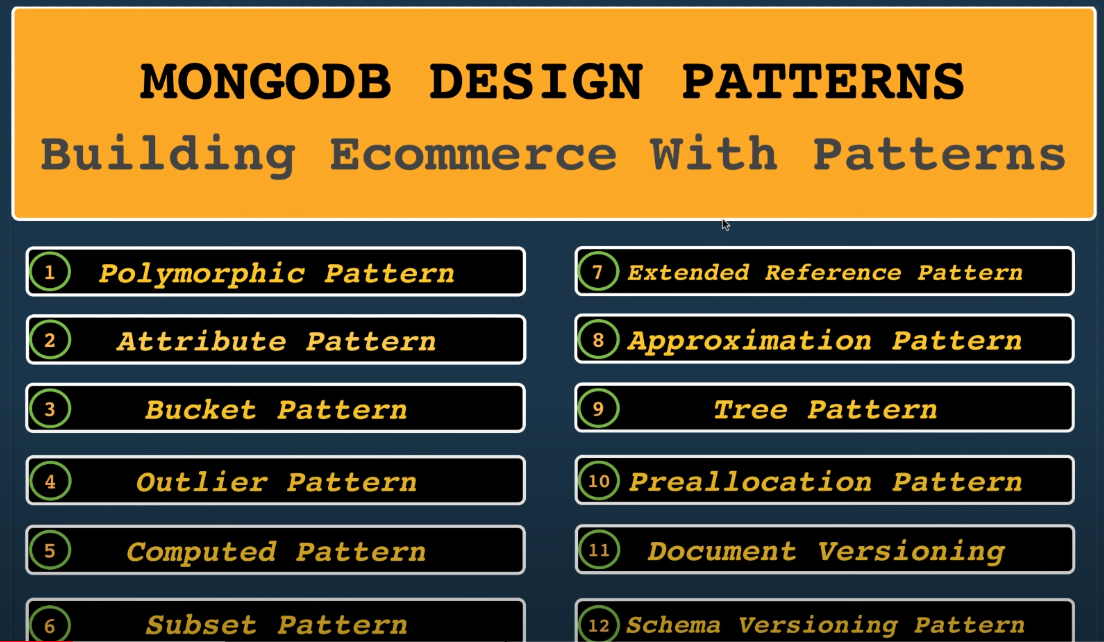 MONGODB DESIGN PATTERNS
Building Ecommerce With Patterns
1 Polymorphic Pattern
2 Attribute Pattern
3 Bucket Pattern
4 Outlier Pattern
5 Computed Pattern
6 Subset Pattern
7 Extended Reference Pattern
8 Approximation Pattern
9 Tree Pattern
10 Preallocation Pattern
11 Document Versioning
12 Schema Versioning Pattern